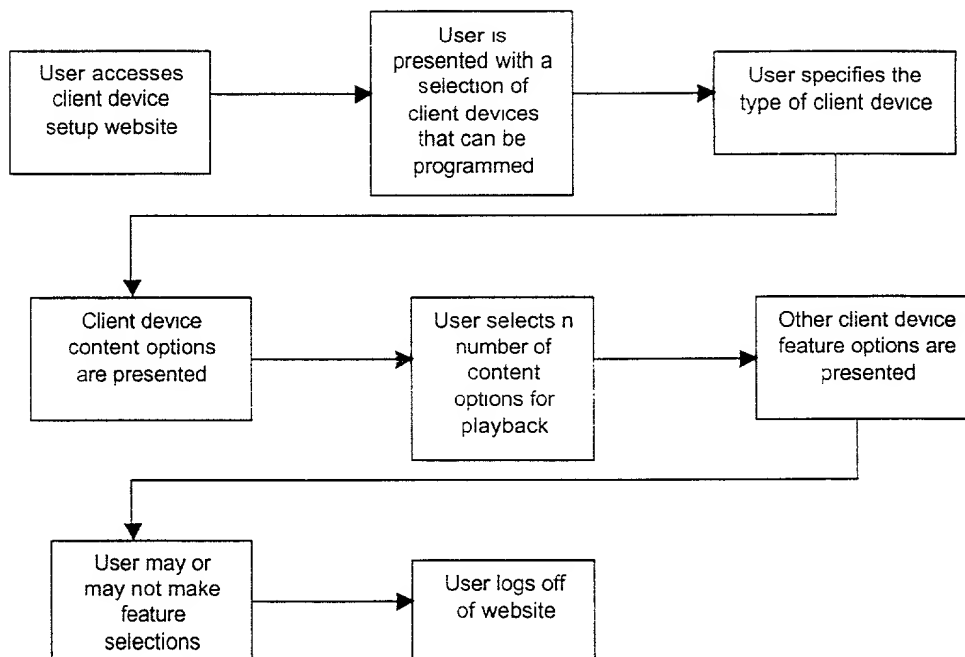 User accesses
client device
setup website
User is
presented with a
selection of
client devices
that can be
programmed
User specifies the
type of client device
Client device
content options
are presented
User selects n
number of
content
options for
playback
Other client device
feature options are
presented
User may or
may not make
feature
selections
User logs off
of website